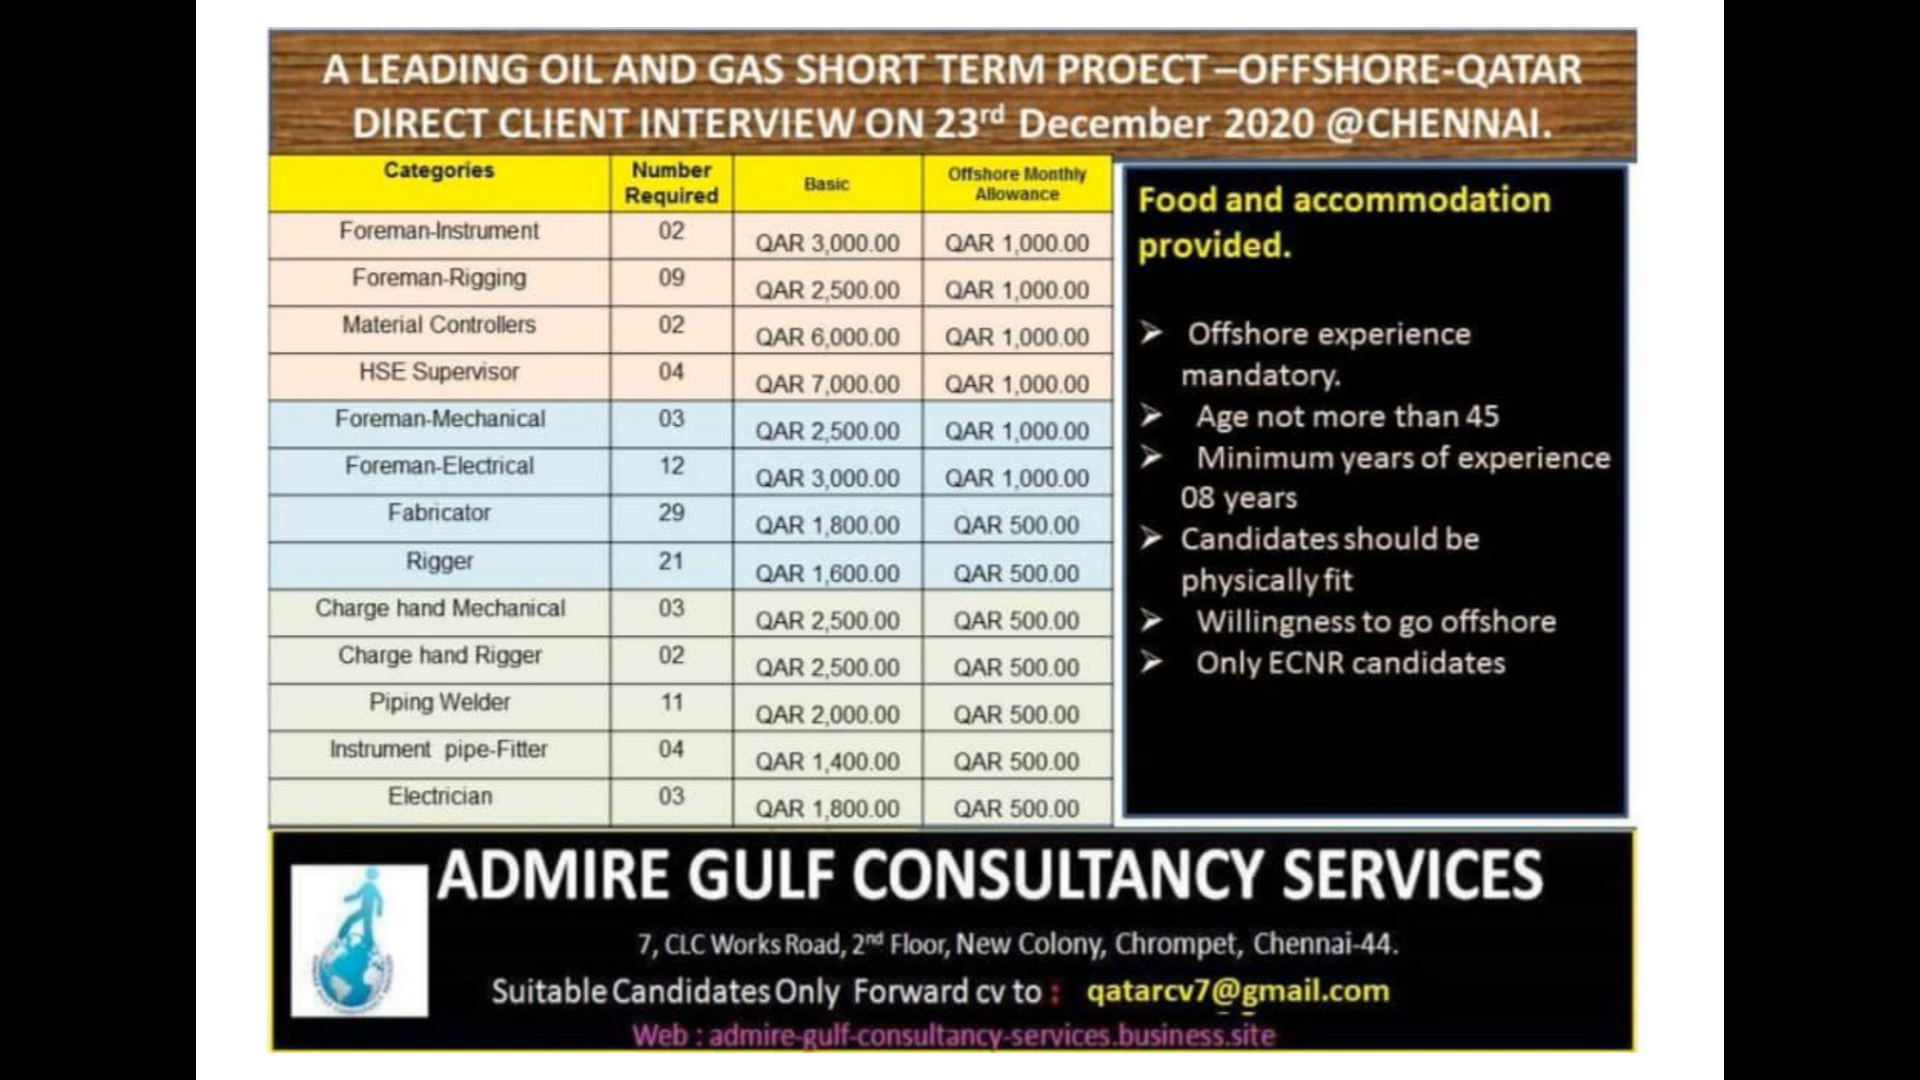 A LEADING OIL AND GAS SHORT TERM PROECT –OFFSHORE-QATAR
DIRECT CLIENT INTERVIEW ON 23rd December 2020 @CHENNAI.
Categories Number Required Basic Offshore Monthly Allowance
Foreman-Instrument 02 QAR 3,000.00 QAR 1,000.00
Foreman-Rigging 09 QAR 2,500.00 QAR 1,000.00
Material Controllers 02 QAR 6,000.00 QAR 1,000.00
HSE Supervisor 04 QAR 7,000.00 QAR 1,000.00
Foreman-Mechanical 03 QAR 2,500.00 QAR 1,000.00
Foreman-Electrical 12 QAR 3,000.00 QAR 1,000.00
Fabricator 29 QAR 1,800.00 QAR 500.00
Rigger 21 QAR 1,600.00 QAR 500.00
Charge hand Mechanical 03 QAR 2,500.00 QAR 500.00
Charge hand Rigger 02 QAR 2,500.00 QAR 500.00
Piping Welder 11 QAR 2,000.00 QAR 500.00
Instrument pipe-Fitter 04 QAR 1,400.00 QAR 500.00
Electrician 03 QAR 1,800.00 QAR 500.00
Food and accommodation
provided.
➢ Offshore experience
mandatory.
➢ Age not more than 45
➢ Minimum years of experience
08 years
➢ Candidates should be
physically fit
➢ Willingness to go offshore
➢ Only ECNR candidates
ADMIRE GULF CONSULTANCY SERVICES
7, CLC Works Road, 2nd Floor, New Colony, Chrompet, Chennai-44.
Suitable Candidates Only Forward cv to : qatarcv7@gmail.com
Web : admire-gulf-consultancy-services.business.site